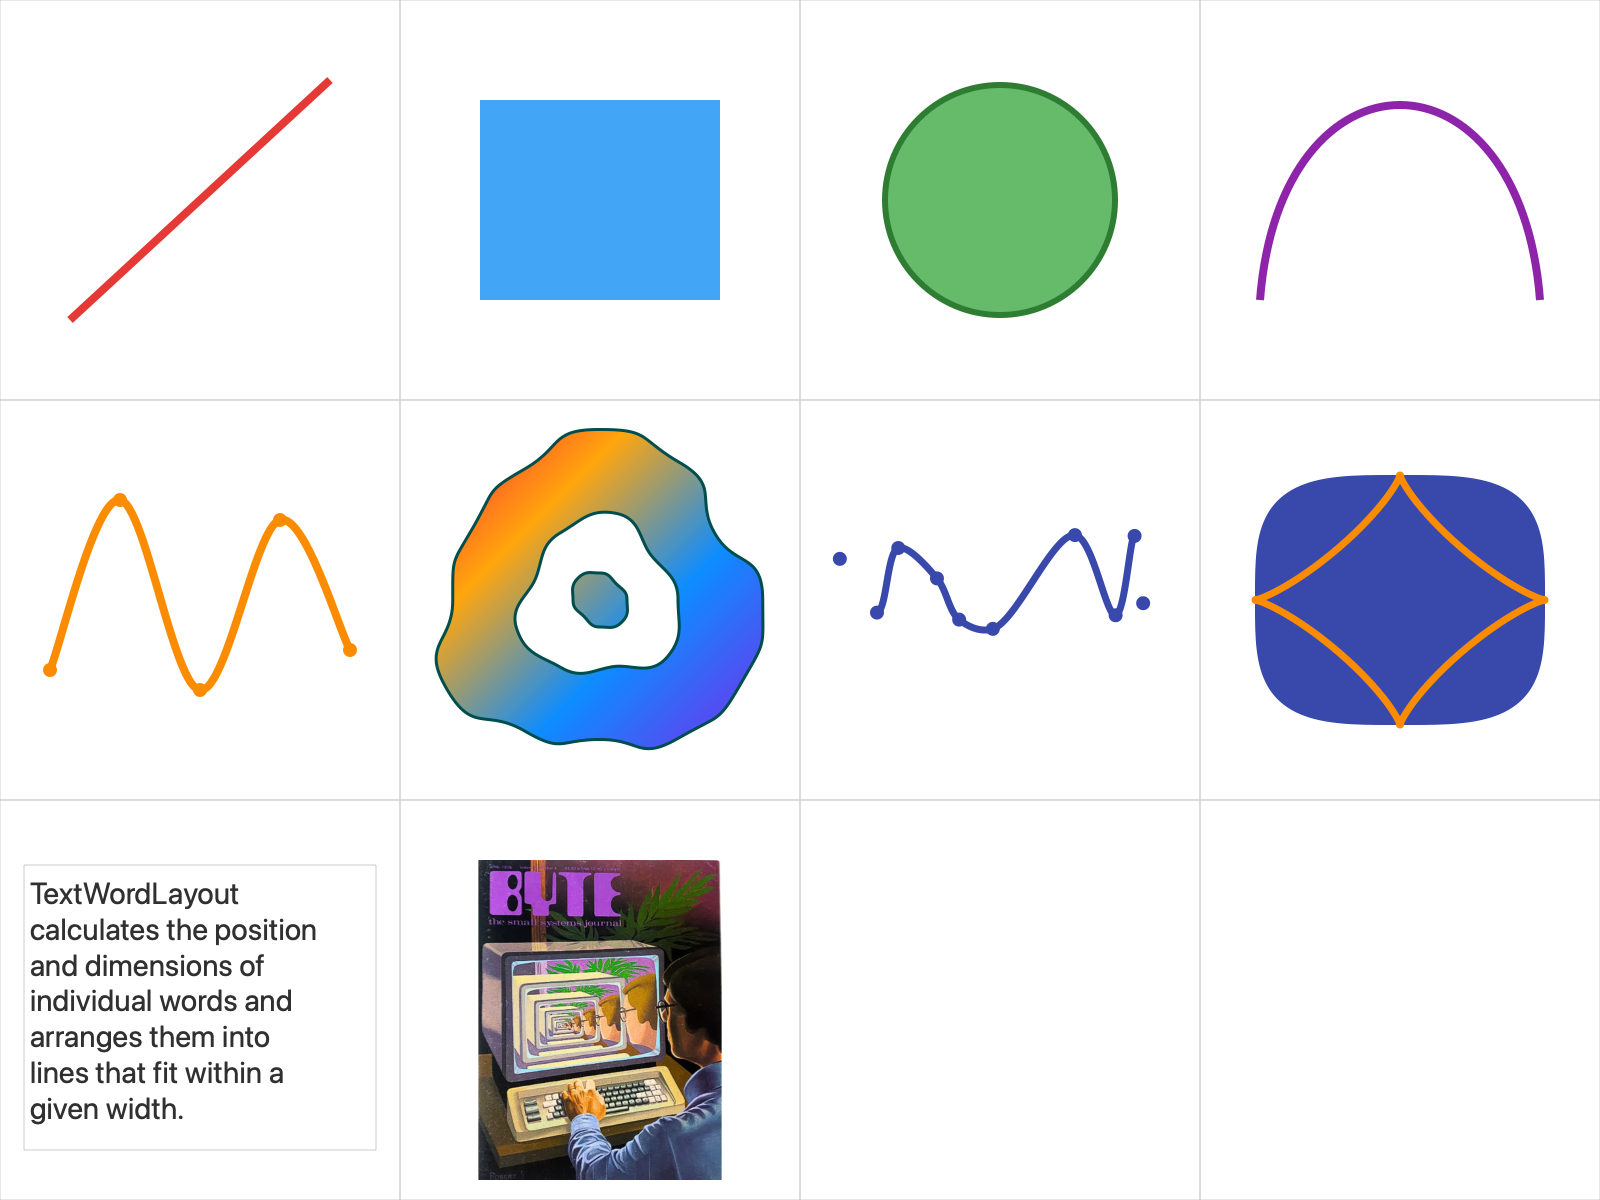 TextWordLayout
calculates the position
and dimensions of
individual words and
arranges them into
lines that fit within a
given width.
BYTE
the small systems journal